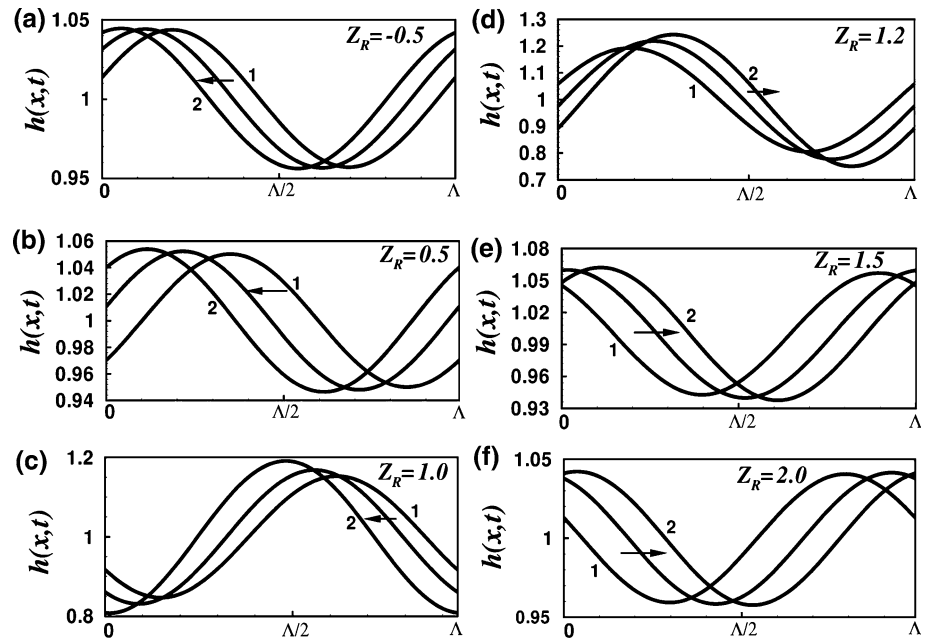 (a)
1.05
1
0.95
h(x,t)
Z_R=-0.5
1
2
0
Λ/2
Λ
(b)
1.06
1.04
1.02
1
0.98
0.96
0.94
h(x,t)
Z_R=0.5
1
2
0
Λ/2
Λ
(c)
1.2
1
0.8
h(x,t)
Z_R=1.0
1
2
0
Λ/2
Λ
(d)
1.3
1.2
1.1
1
0.9
0.8
0.7
h(x,t)
Z_R=1.2
2
1
0
Λ/2
Λ
(e)
1.08
1.05
1.02
0.99
0.96
0.93
h(x,t)
Z_R=1.5
2
1
0
Λ/2
Λ
(f)
1.05
1
0.95
h(x,t)
Z_R=2.0
2
1
0
Λ/2
Λ